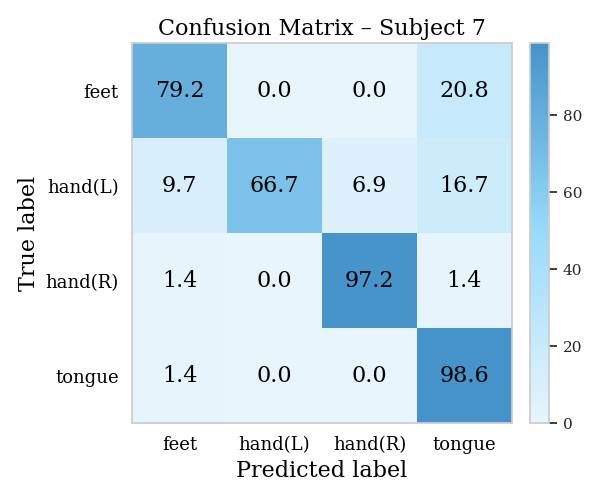 Confusion Matrix – Subject 7
feet 79.2 0.0 0.0 20.8
hand(L) 9.7 66.7 6.9 16.7
hand(R) 1.4 0.0 97.2 1.4
tongue 1.4 0.0 0.0 98.6
feet hand(L) hand(R) tongue
Predicted label
True label
80
60
40
20
0